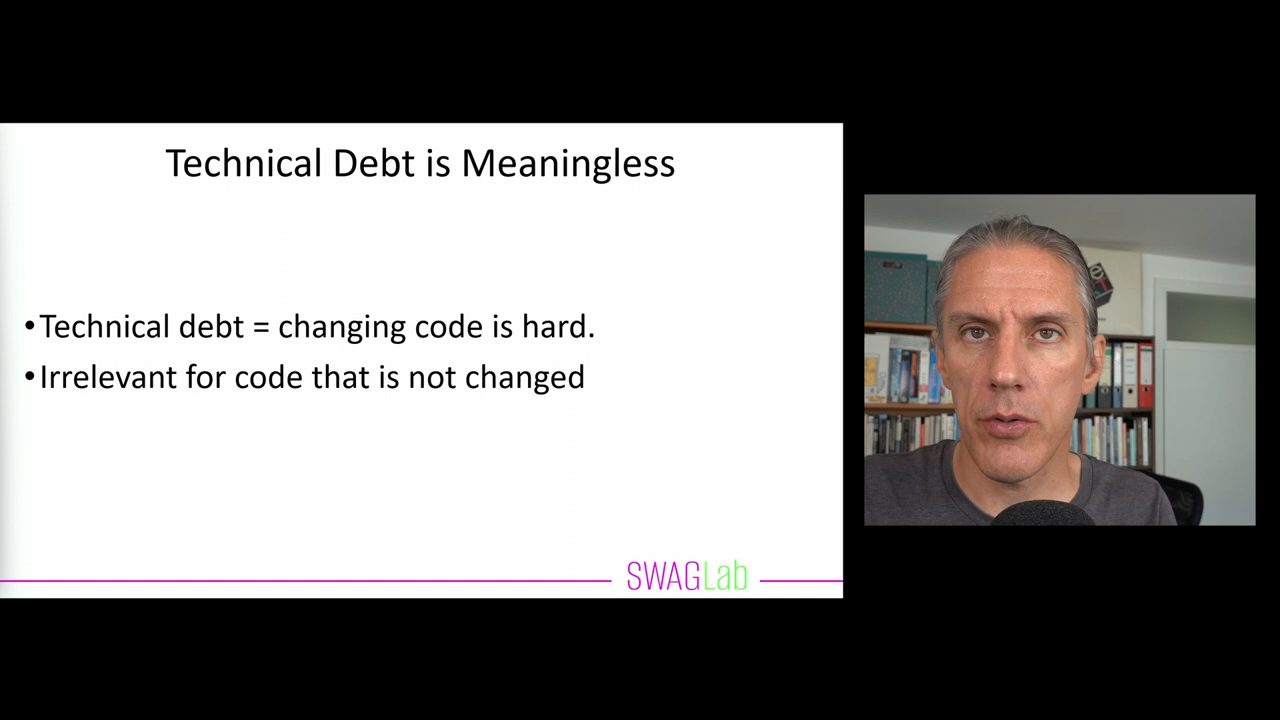 Technical Debt is Meaningless
•Technical debt = changing code is hard.
•Irrelevant for code that is not changed
SWAGLab